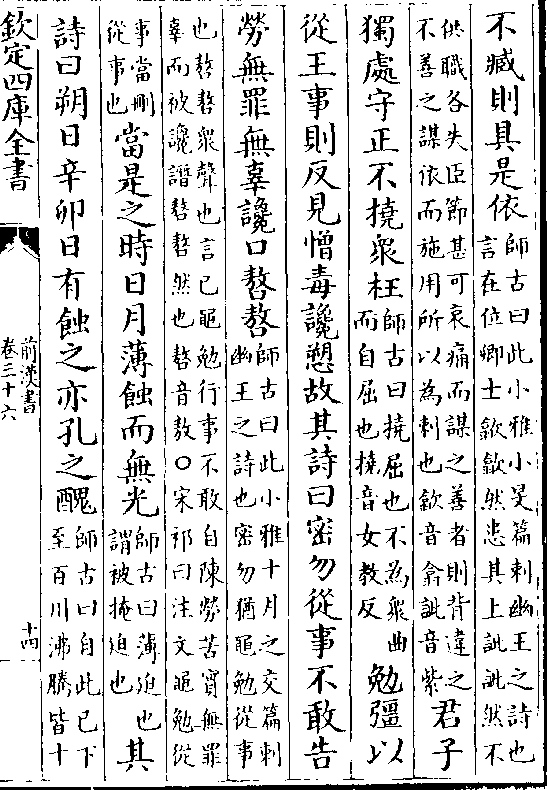 不臧則具是依師古曰此小雅小旻篇刺幽王之詩也言在位卿士歙歙然患其上訿訿然不
供職各失臣節甚可哀痛而謀之善者則背違之不善之謀依而施用所以為刺也歙音翕訿音紫君子
獨處守正不撓衆枉師古曰撓屈也不為衆曲而自屈也撓音女教反勉彊以
從王事則反見憎毒讒愬故其詩曰密勿從事不敢告
勞無罪無辜讒口嗸嗸師古曰此小雅十月之交篇刺幽王之詩也密勿猶黽勉從事
也嗸嗸衆聲也言已黽勉行事不敢自陳勞苦實無罪辜而被讒譖嗸嗸然也嗸音敖○宋祁曰注文黽勉從
事當刪從事也當是之時日月薄蝕而無光師古曰薄迫也謂被掩迫也其
詩曰朔日辛卯日有蝕之亦孔之醜師古曰自此已下至百川沸騰皆十
欽定四庫全書
前漢書
卷三十六
十四